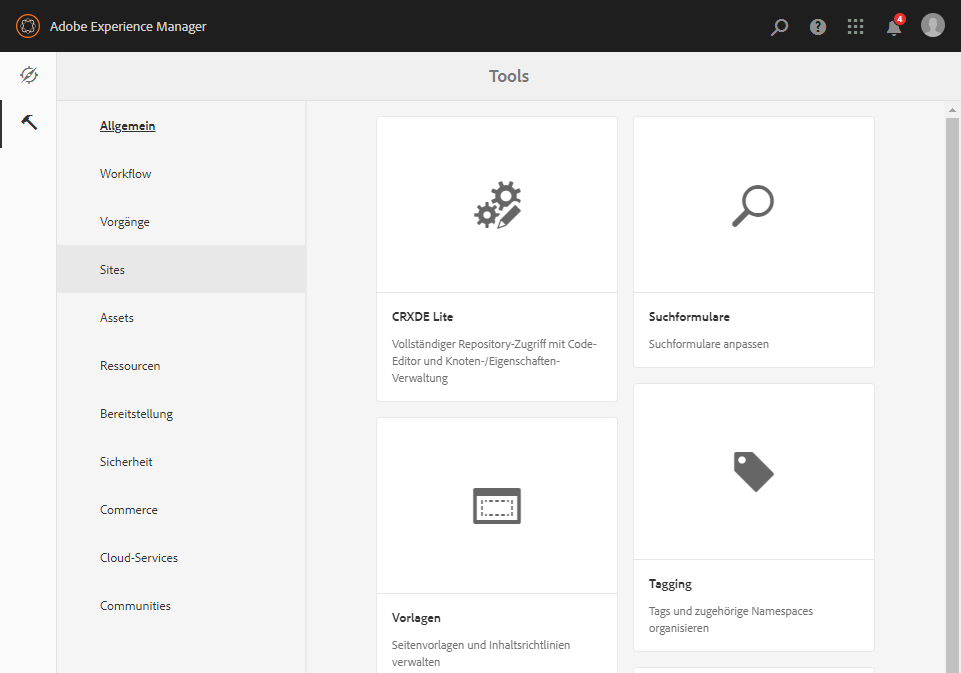 Adobe Experience Manager
4
Tools
Allgemein
Workflow
Vorgänge
Sites
Assets
Ressourcen
Bereitstellung
Sicherheit
Commerce
Cloud-Services
Communities
CRXDE Lite
Vollständiger Repository-Zugriff mit Code-
Editor und Knoten-/Eigenschaften-
Verwaltung
Suchformulare
Suchformulare anpassen
Vorlagen
Seitenvorlagen und Inhaltsrichtlinien
verwalten
Tagging
Tags und zugehörige Namespaces
organisieren